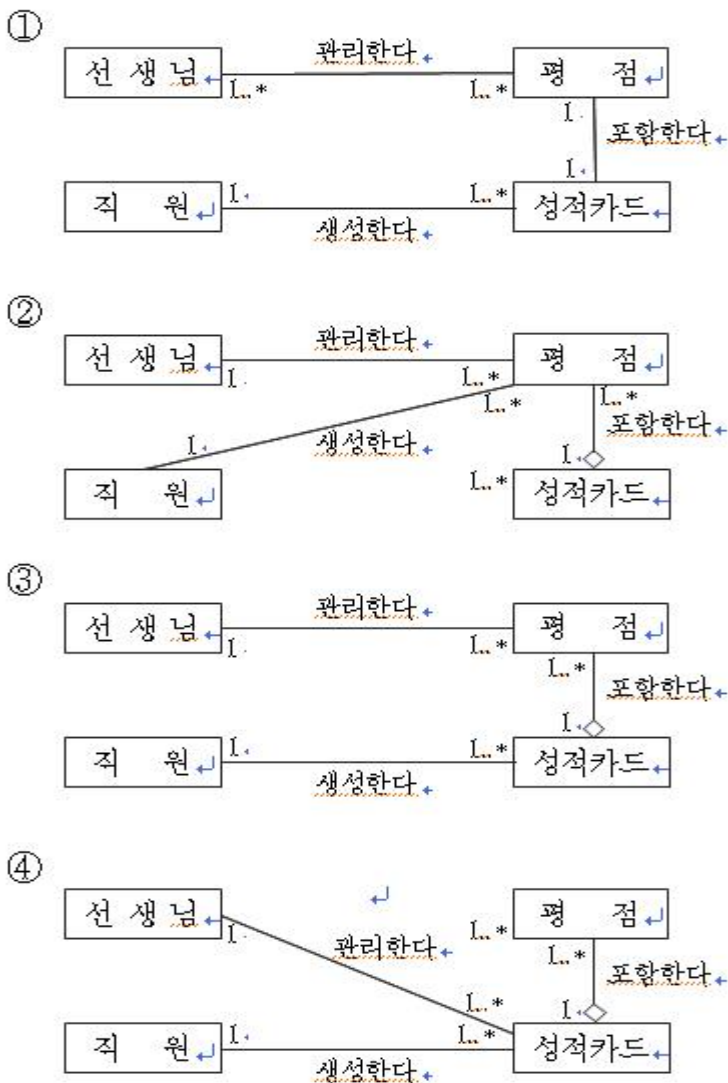 ①
관리한다
선 생 님 평 점
1..* 1..*
1
포함한다
1
직 원 1 1..* 성적카드
생성한다
②
관리한다
선 생 님 평 점
1 1..*
1..* 1..*
포함한다
1 생성한다
1
직 원 1..* 성적카드
③
관리한다
선 생 님 평 점
1 1..*
1..*
포함한다
1
직 원 1 1..* 성적카드
생성한다
④
선 생 님 평 점
1 1..*
관리한다 1..*
포함한다
1..* 1
직 원 1 1..* 성적카드
생성한다